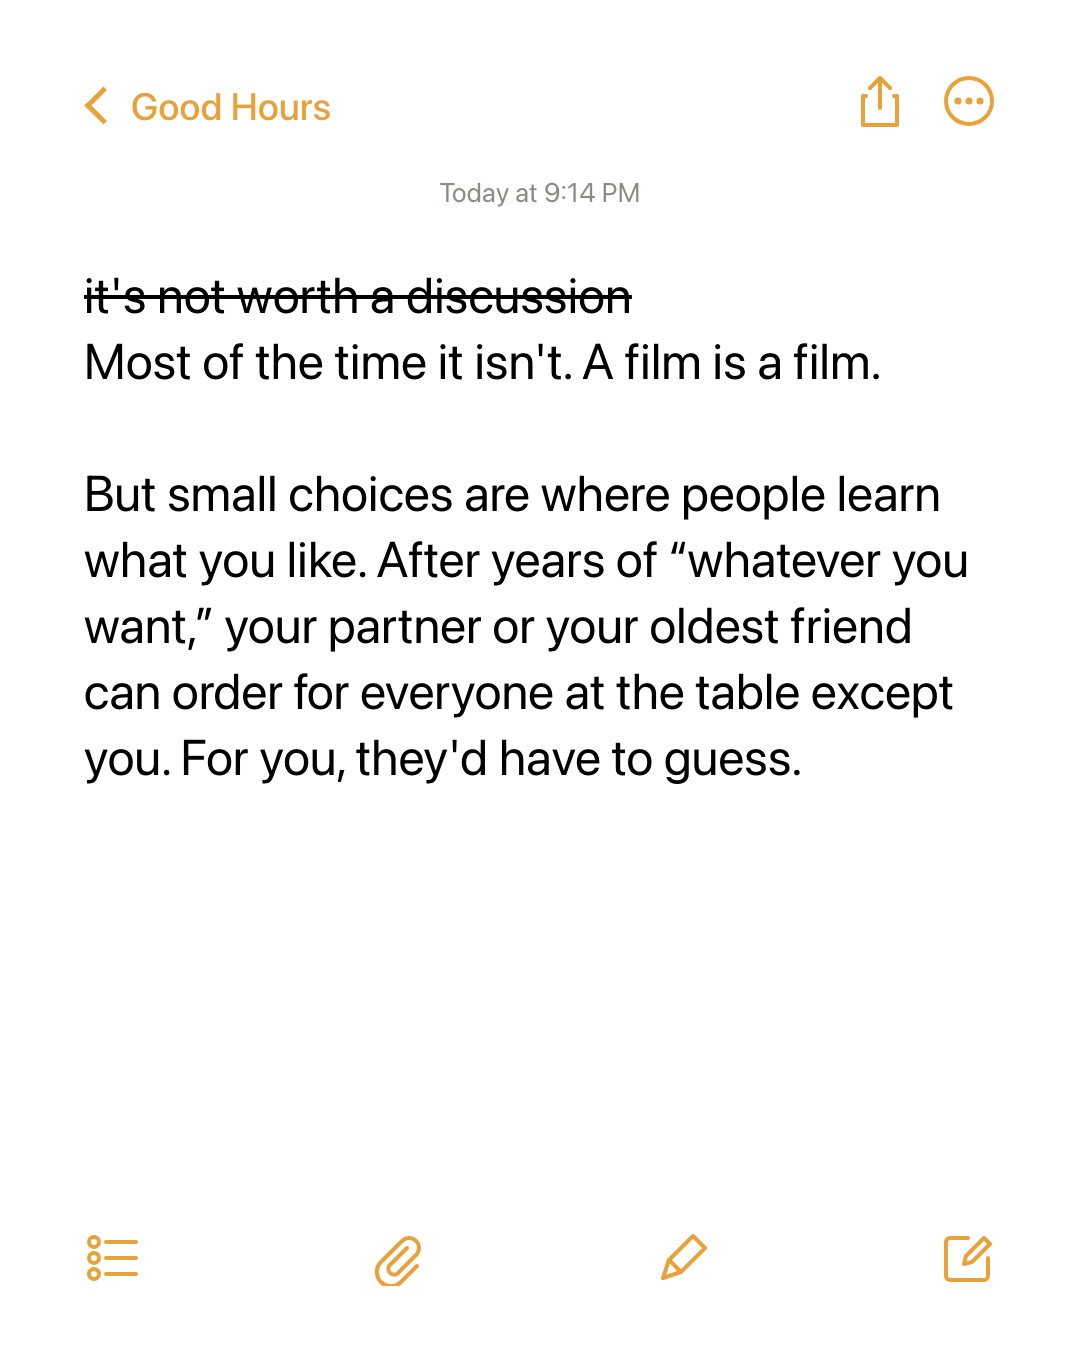 Good Hours
Today at 9:14 PM
it's not worth a discussion
Most of the time it isn't. A film is a film.
But small choices are where people learn
what you like. After years of “whatever you
want,” your partner or your oldest friend
can order for everyone at the table except
you. For you, they'd have to guess.